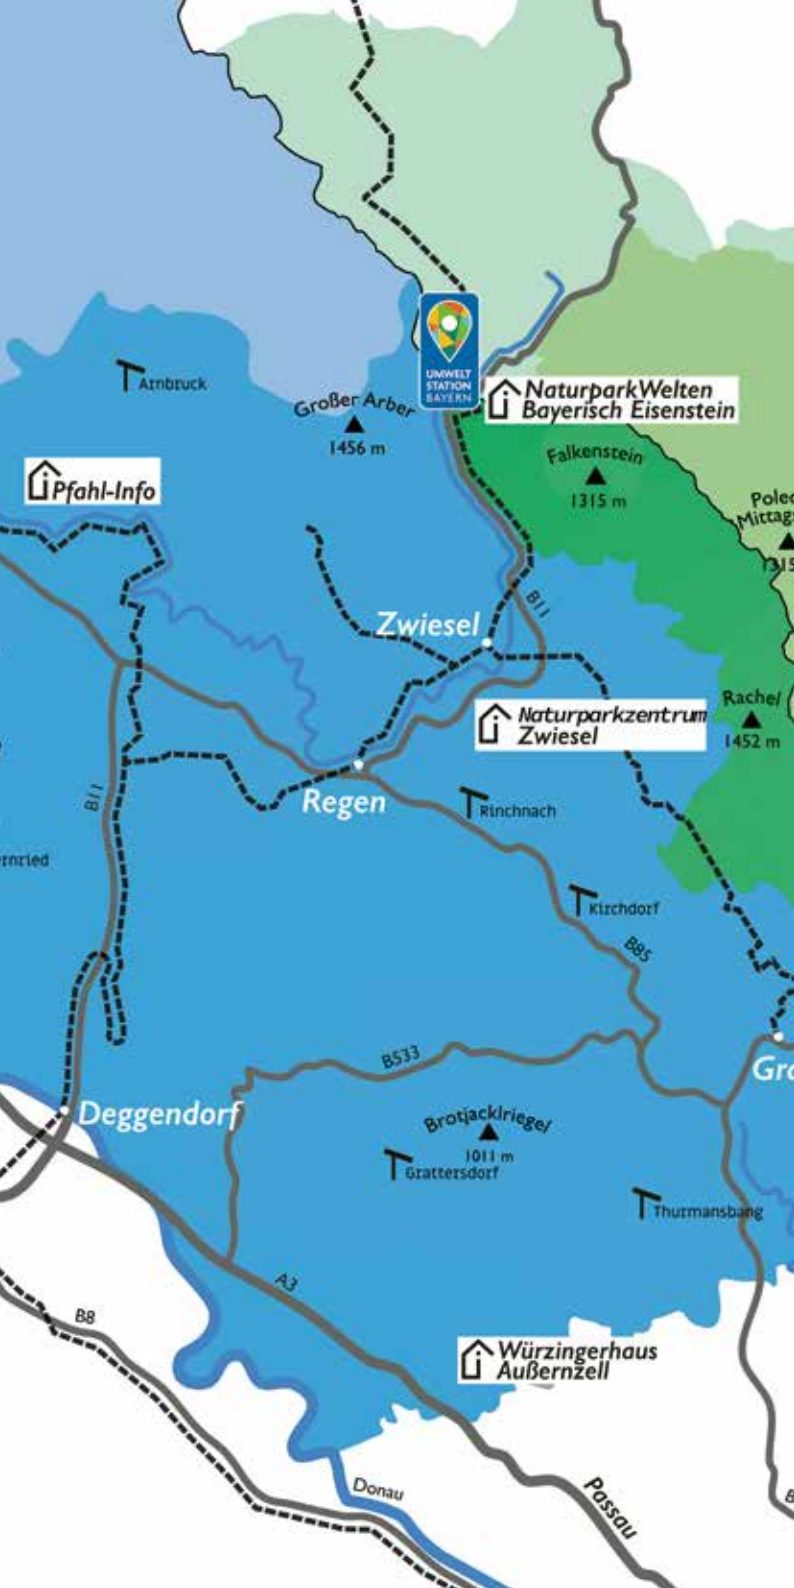 Arnbruck
UMWELT
STATION
BAYERN
NaturparkWelten
Bayerisch Eisenstein
Großer Arber
1456 m
Falkenstein
1315 m
Pfahl-Info
Mittags
Zwiesel
B11
Rachel
1452 m
Naturparkzentrum
Zwiesel
Regen
B11
Rinchnach
Kirchdorf
B85
B533
Deggendorf
Brotjacklriegel
1011 m
Grattersdorf
Thurmansbang
A3
B8
Würzingerhaus
Außernzell
Donau
Passau